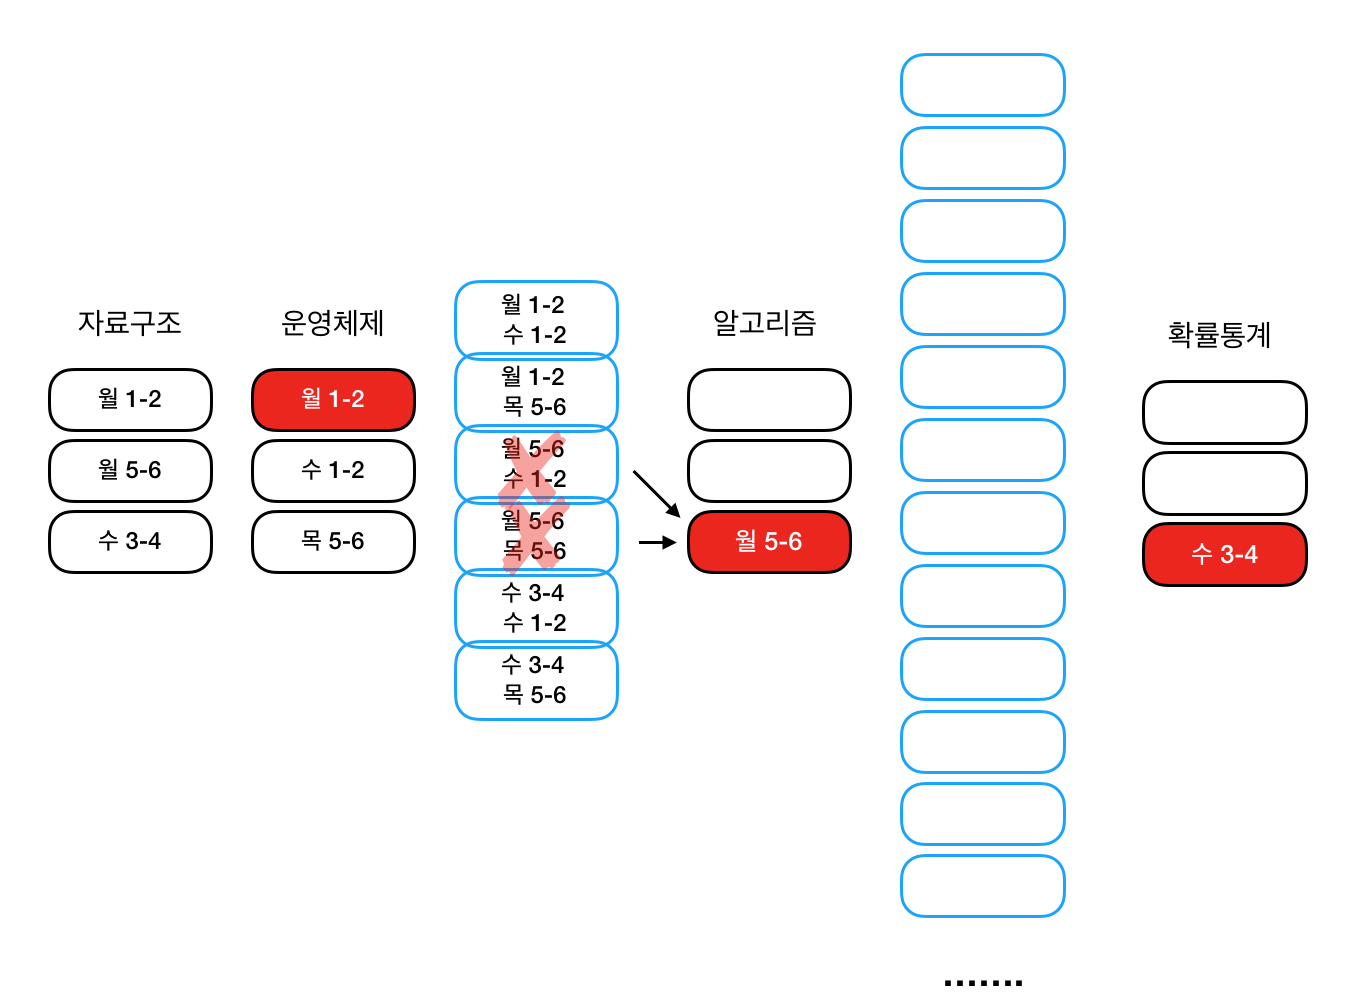 자료구조
월 1-2
월 5-6
수 3-4
운영체제
월 1-2
수 1-2
목 5-6
월 1-2
수 1-2
월 1-2
목 5-6
월 5-6
수 1-2
월 5-6
목 5-6
수 3-4
수 1-2
수 3-4
목 5-6
알고리즘
월 5-6
.......
확률통계
수 3-4